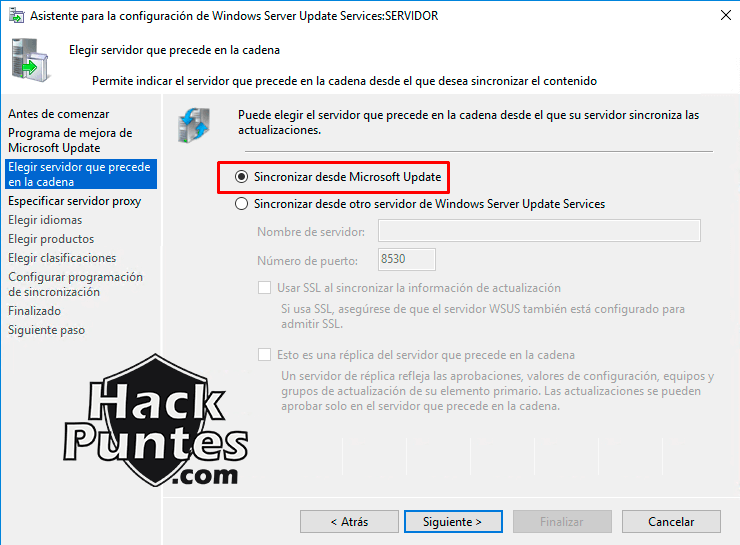 Asistente para la configuración de Windows Server Update Services:SERVIDOR
Elegir servidor que precede en la cadena
Permite indicar el servidor que precede en la cadena desde el que desea sincronizar el contenido
Antes de comenzar
Programa de mejora de
Microsoft Update
Elegir servidor que precede
en la cadena
Especificar servidor proxy
Elegir idiomas
Elegir productos
Elegir clasificaciones
Configurar programación
de sincronización
Finalizado
Siguiente paso
Puede elegir el servidor que precede en la cadena desde el que su servidor sincroniza las
actualizaciones.
Sincronizar desde Microsoft Update
Sincronizar desde otro servidor de Windows Server Update Services
Nombre de servidor:
Número de puerto: 8530
Usar SSL al sincronizar la información de actualización
Si usa SSL, asegúrese de que el servidor WSUS también está configurado para
admitir SSL.
Esto es una réplica del servidor que precede en la cadena
Un servidor de réplica refleja las aprobaciones, valores de configuración, equipos y
grupos de actualización de su elemento primario. Las actualizaciones se pueden
aprobar solo en el servidor que precede en la cadena.
Hack
Puntes
.com
< Atrás Siguiente > Finalizar Cancelar